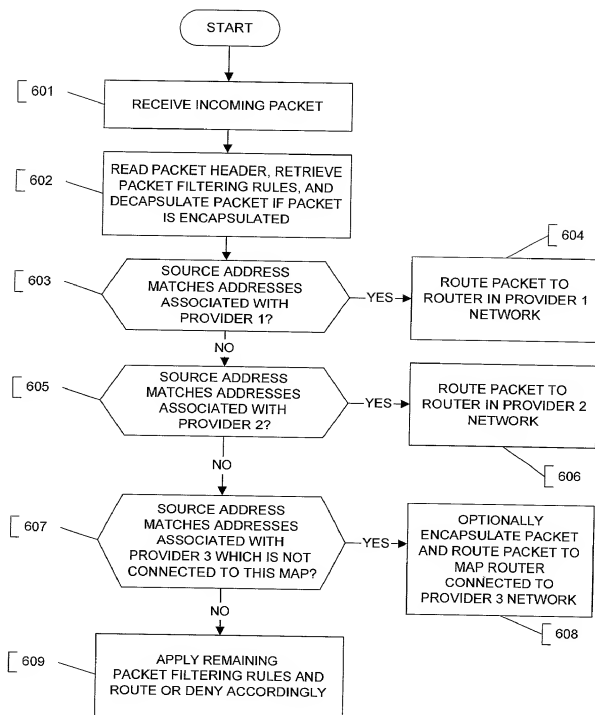 START
601
RECEIVE INCOMING PACKET
602
READ PACKET HEADER, RETRIEVE
PACKET FILTERING RULES, AND
DECAPSULATE PACKET IF PACKET
IS ENCAPSULATED
603
SOURCE ADDRESS
MATCHES ADDRESSES
ASSOCIATED WITH
PROVIDER 1?
YES
604
ROUTE PACKET TO
ROUTER IN PROVIDER 1
NETWORK
NO
605
SOURCE ADDRESS
MATCHES ADDRESSES
ASSOCIATED WITH
PROVIDER 2?
YES
ROUTE PACKET TO
ROUTER IN PROVIDER 2
NETWORK
606
NO
607
SOURCE ADDRESS
MATCHES ADDRESSES
ASSOCIATED WITH
PROVIDER 3 WHICH IS NOT
CONNECTED TO THIS MAP?
YES
OPTIONALLY
ENCAPSULATE PACKET
AND ROUTE PACKET TO
MAP ROUTER
CONNECTED TO
PROVIDER 3 NETWORK
608
NO
609
APPLY REMAINING
PACKET FILTERING RULES AND
ROUTE OR DENY ACCORDINGLY